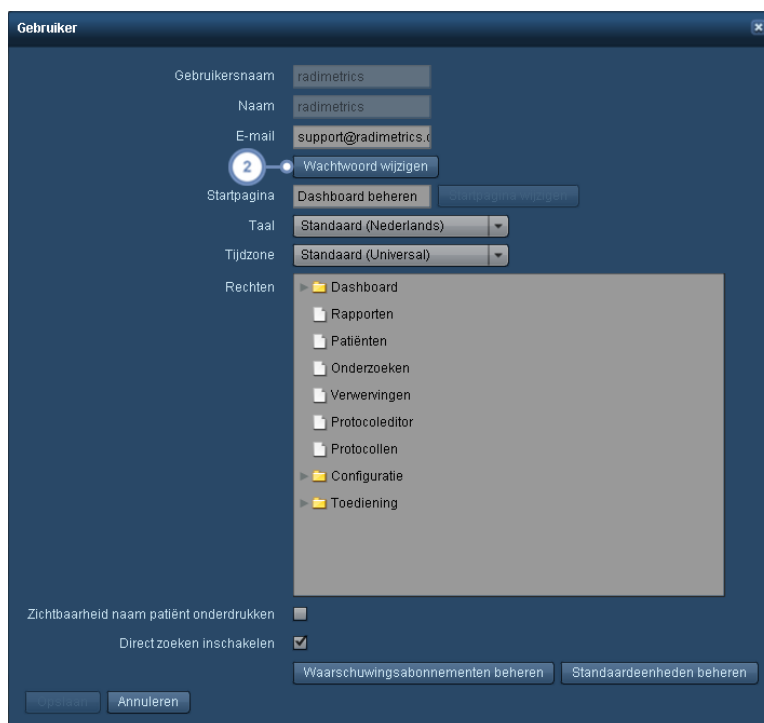 Gebruiker
Gebruikersnaam radimetrics
Naam radimetrics
E-mail support@radimetrics.c
2 Wachtwoord wijzigen
Startpagina Dashboard beheren Startpagina wijzigen
Taal Standaard (Nederlands)
Tijdzone Standaard (Universal)
Rechten Dashboard
Rapporten
Patiënten
Onderzoeken
Verwervingen
Protocoleditor
Protocollen
Configuratie
Toediening
Zichtbaarheid naam patiënt onderdrukken
Direct zoeken inschakelen
Waarschuwingsabonnementen beheren Standaardeenheden beheren
Opslaan Annuleren